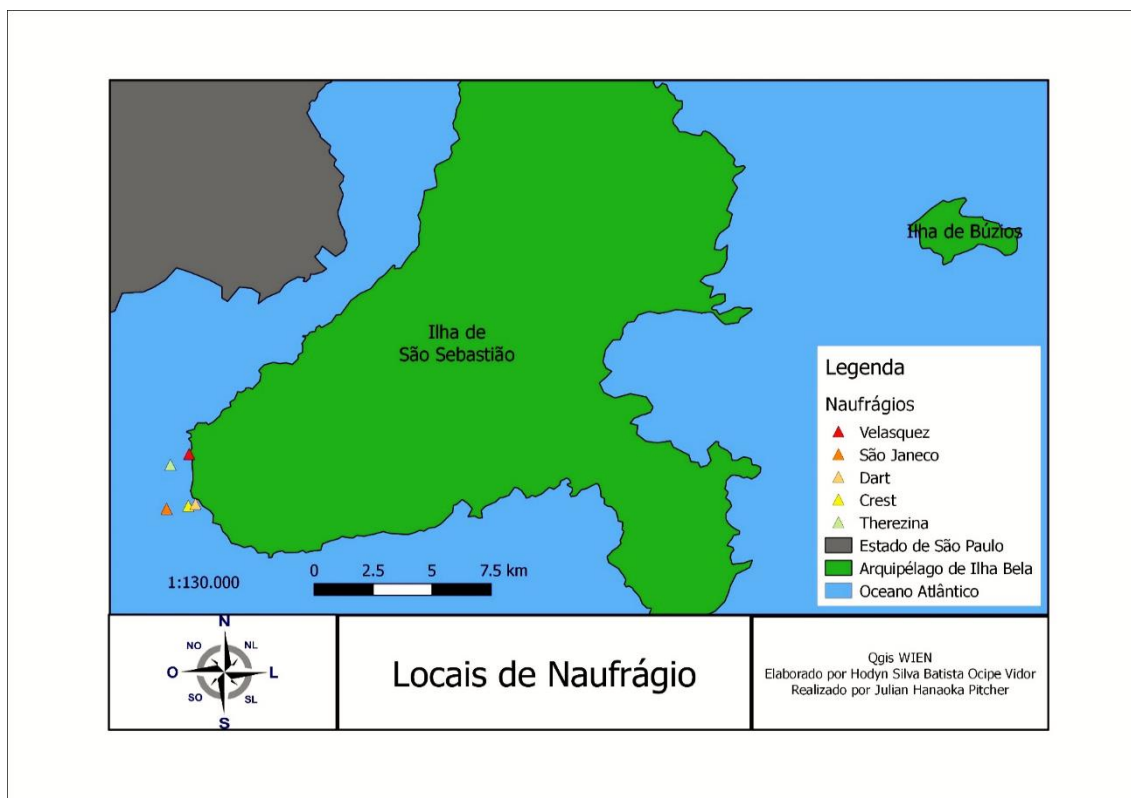 Ilha de Búzios
Ilha de
São Sebastião
Legenda
Naufrágios
Velasquez
São Janeco
Dart
Crest
Therezina
Estado de São Paulo
Arquipélago de Ilha Bela
Oceano Atlântico
1:130.000
0 2.5 5 7.5 km
N
NO NL
O L
SO SL
S
Locais de Naufrágio
Qgis WIEN
Elaborado por Hodyn Silva Batista Ocipe Vidor
Realizado por Julian Hanaoka Pitcher